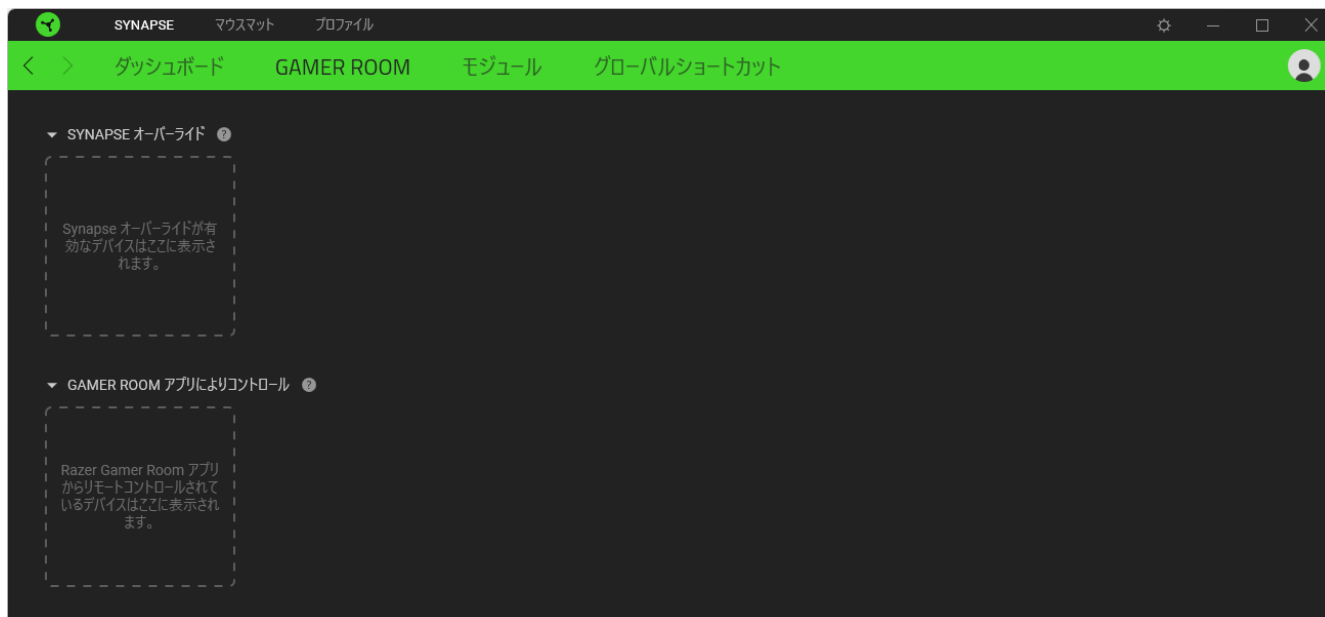 SYNAPSE マウスマット プロファイル
ダッシュボード GAMER ROOM モジュール グローバルショートカット
SYNAPSE オーバーライド ?
Synapse オーバーライドが有
効なデバイスはここに表示さ
れます。
GAMER ROOM アプリによりコントロール ?
Razer Gamer Room アプリ
からリモートコントロールされて
いるデバイスはここに表示され
ます。